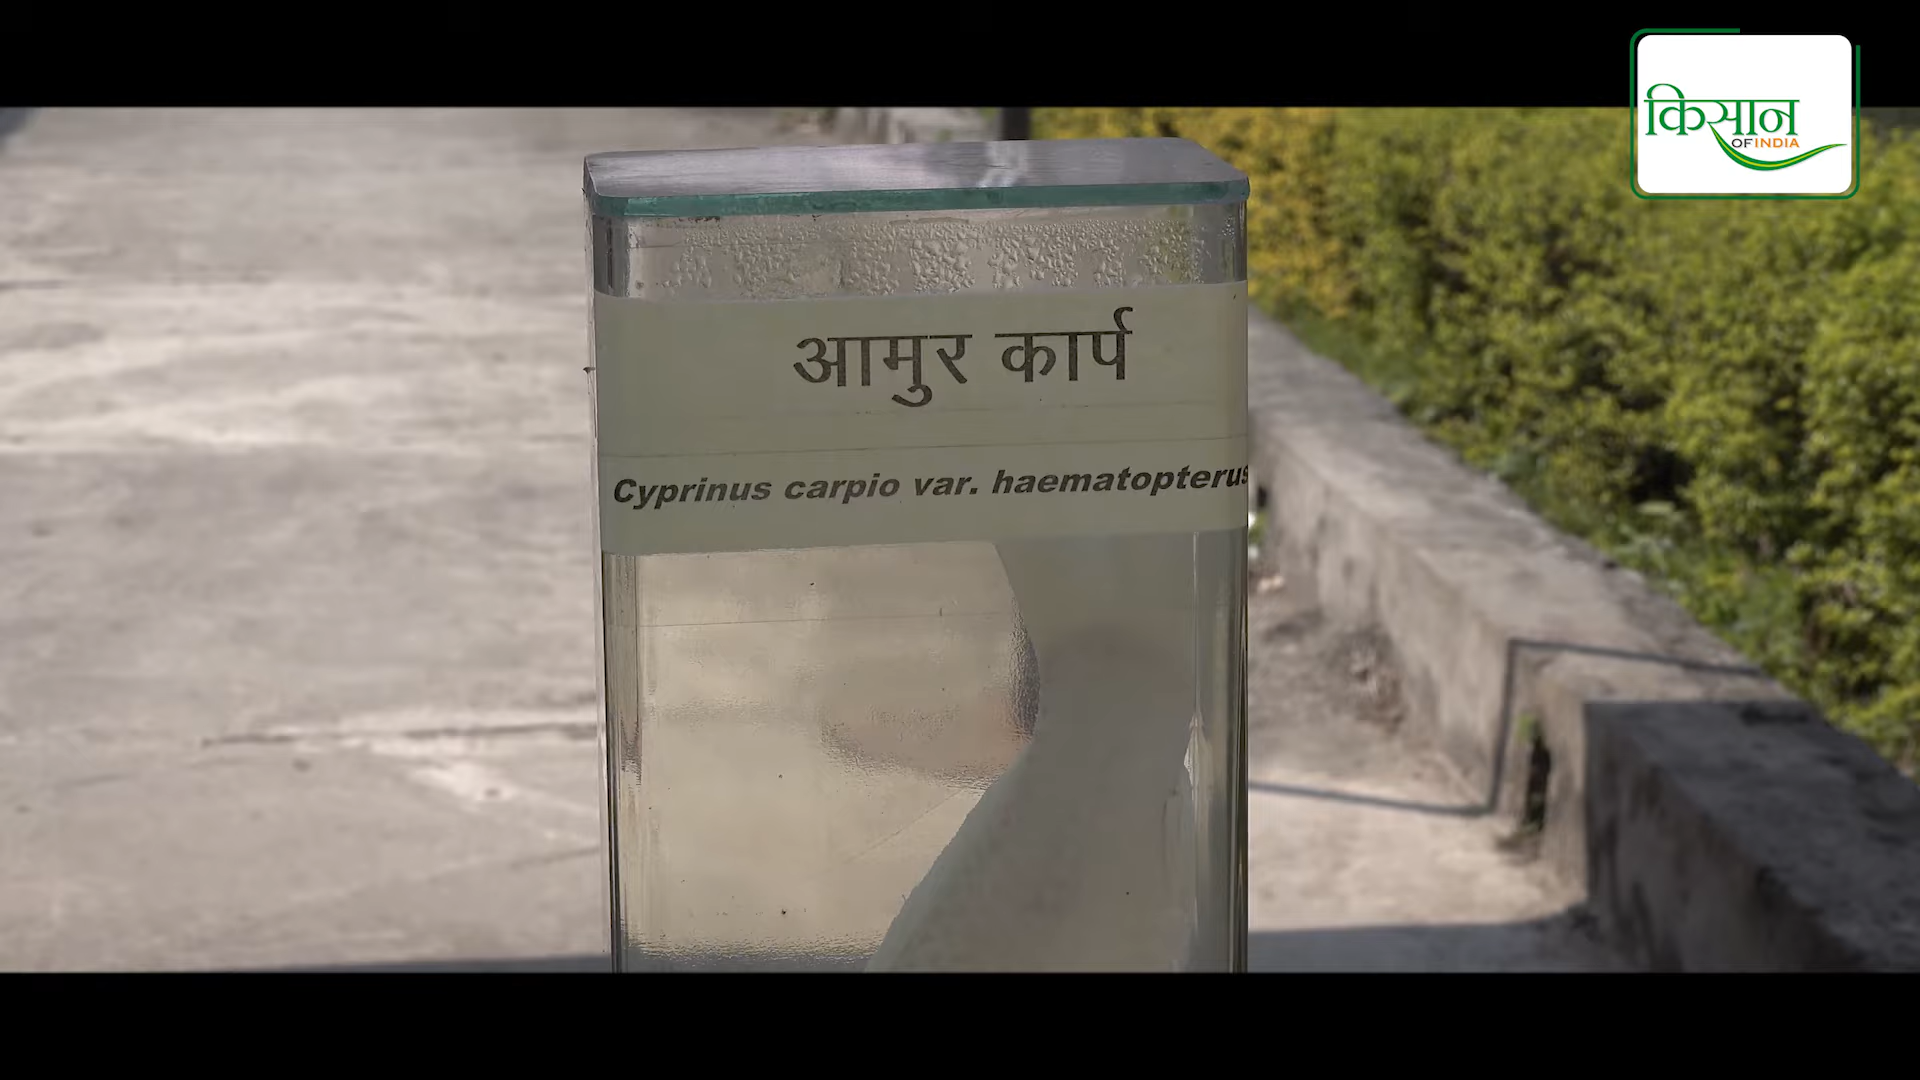 किसान
OF INDIA
आमुर कार्प
Cyprinus carpio var. haematopterus